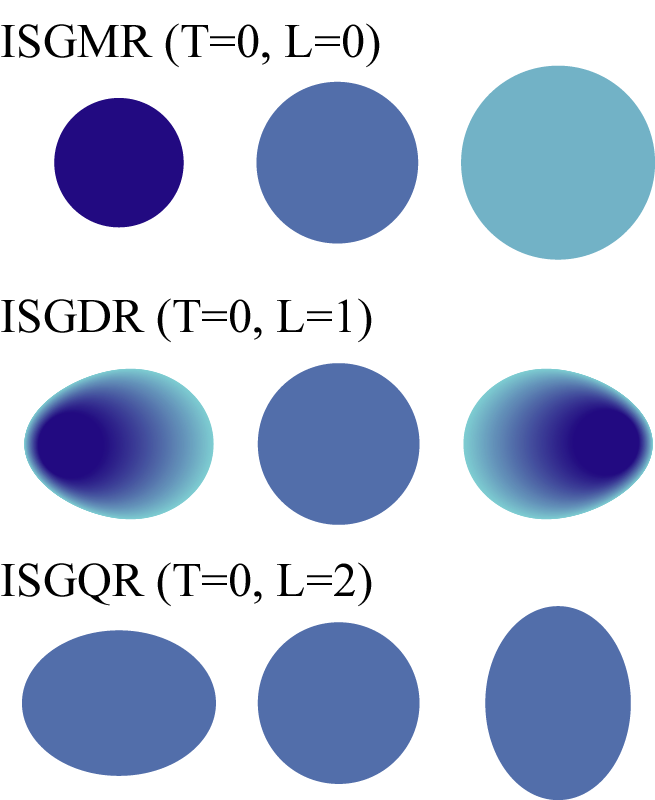 ISGMR (T=0, L=0)
ISGDR (T=0, L=1)
ISGQR (T=0, L=2)